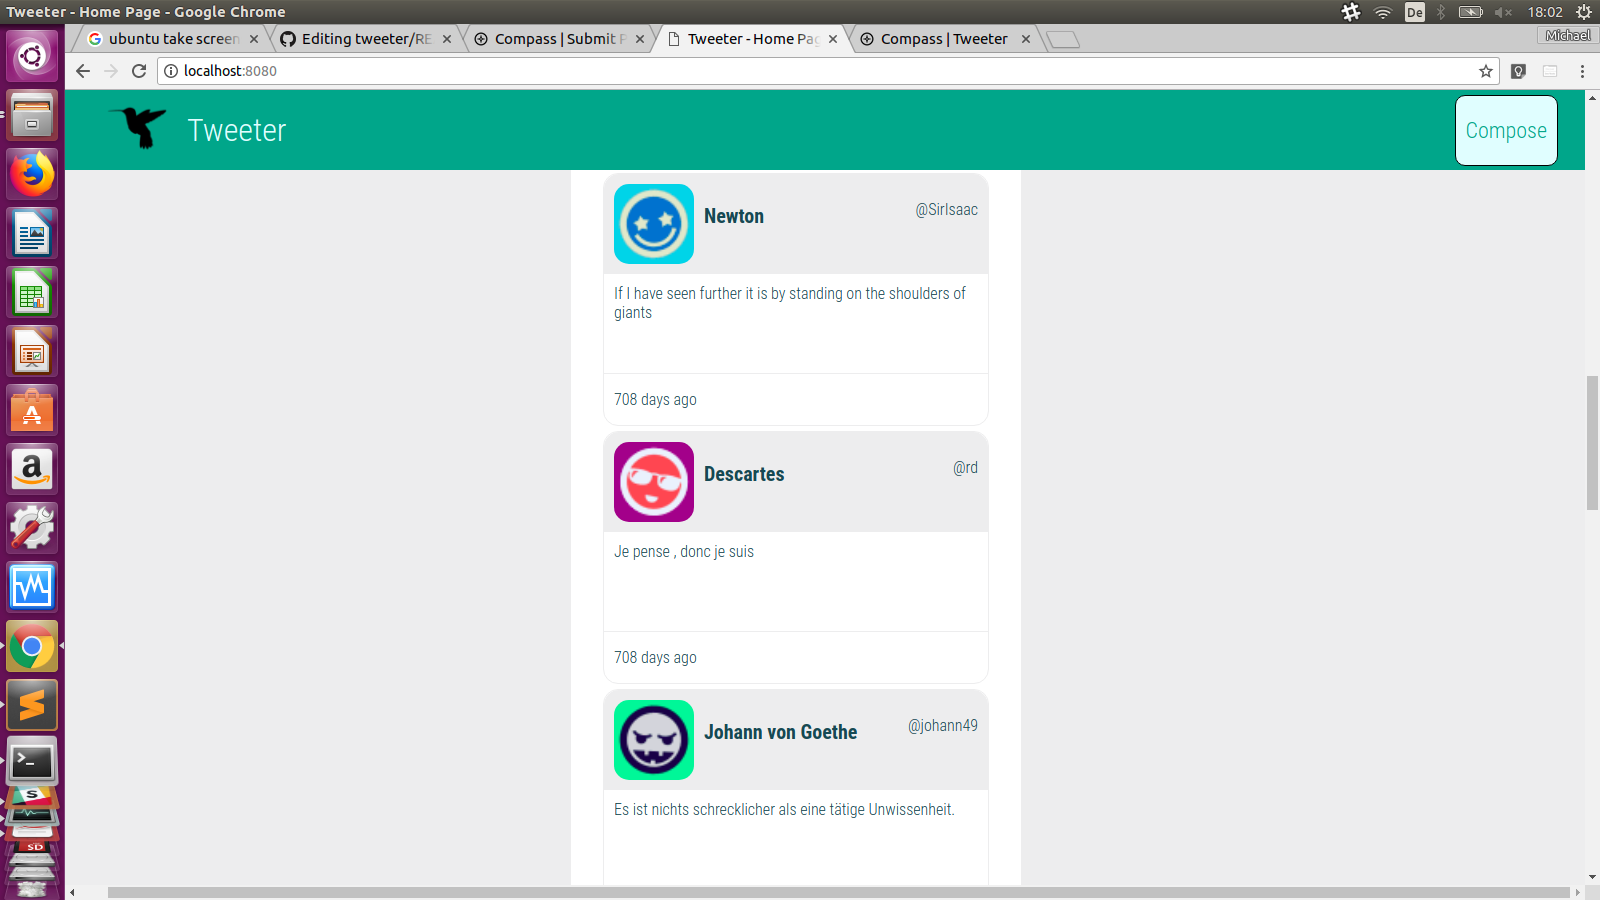 Tweeter - Home Page - Google Chrome
De
18:02
ubuntu take screen
Editing tweeter/RE
Compass | Submit P
Tweeter - Home Pag
Compass | Tweeter
Michael
localhost:8080
Tweeter
Compose
Newton
@SirIsaac
If I have seen further it is by standing on the shoulders of
giants
708 days ago
Descartes
@rd
Je pense , donc je suis
708 days ago
Johann von Goethe
@johann49
Es ist nichts schrecklicher als eine tätige Unwissenheit.